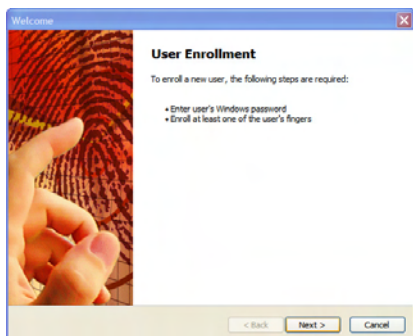 Welcome
User Enrollment
To enroll a new user, the following steps are required:
• Enter user's Windows password
• Enroll at least one of the user's fingers
< Back
Next >
Cancel